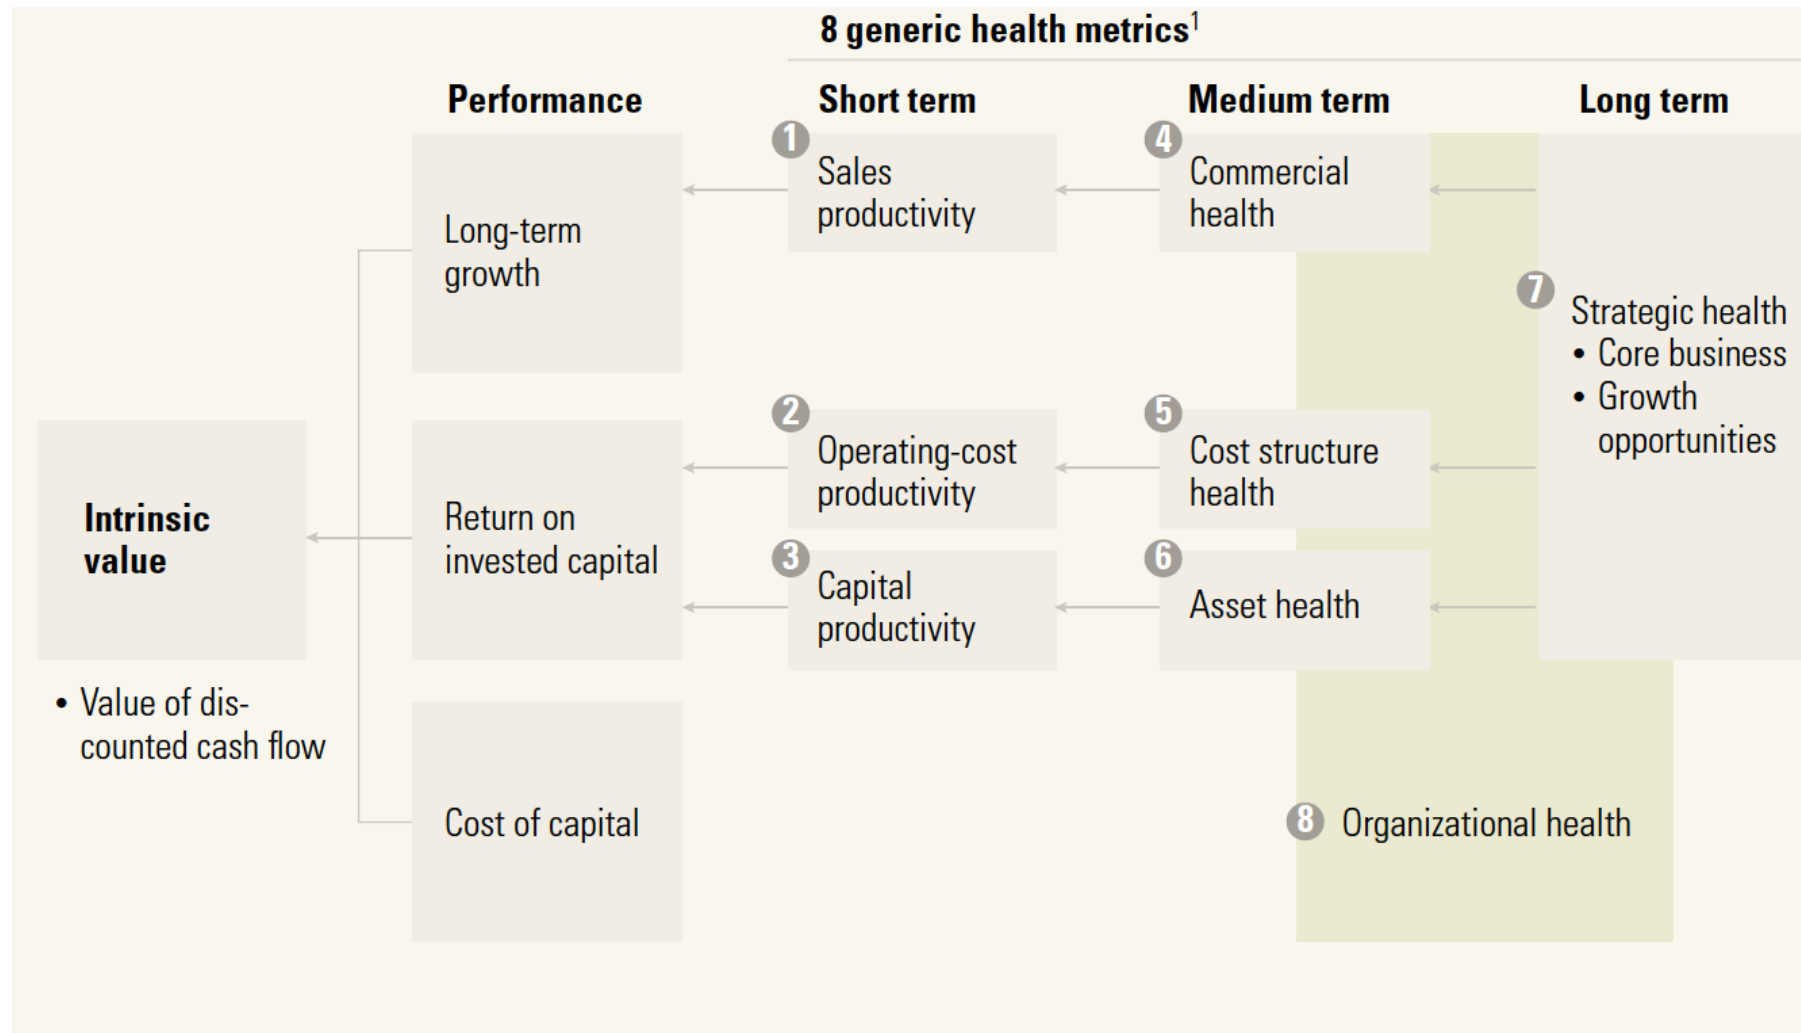 8 generic health metrics1
Performance
Short term
Medium term
Long term
Intrinsic
value
• Value of dis-
counted cash flow
Long-term
growth
Return on
invested capital
Cost of capital
1
Sales
productivity
2
Operating-cost
productivity
3
Capital
productivity
4
Commercial
health
5
Cost structure
health
6
Asset health
7
Strategic health
• Core business
• Growth
opportunities
8 Organizational health